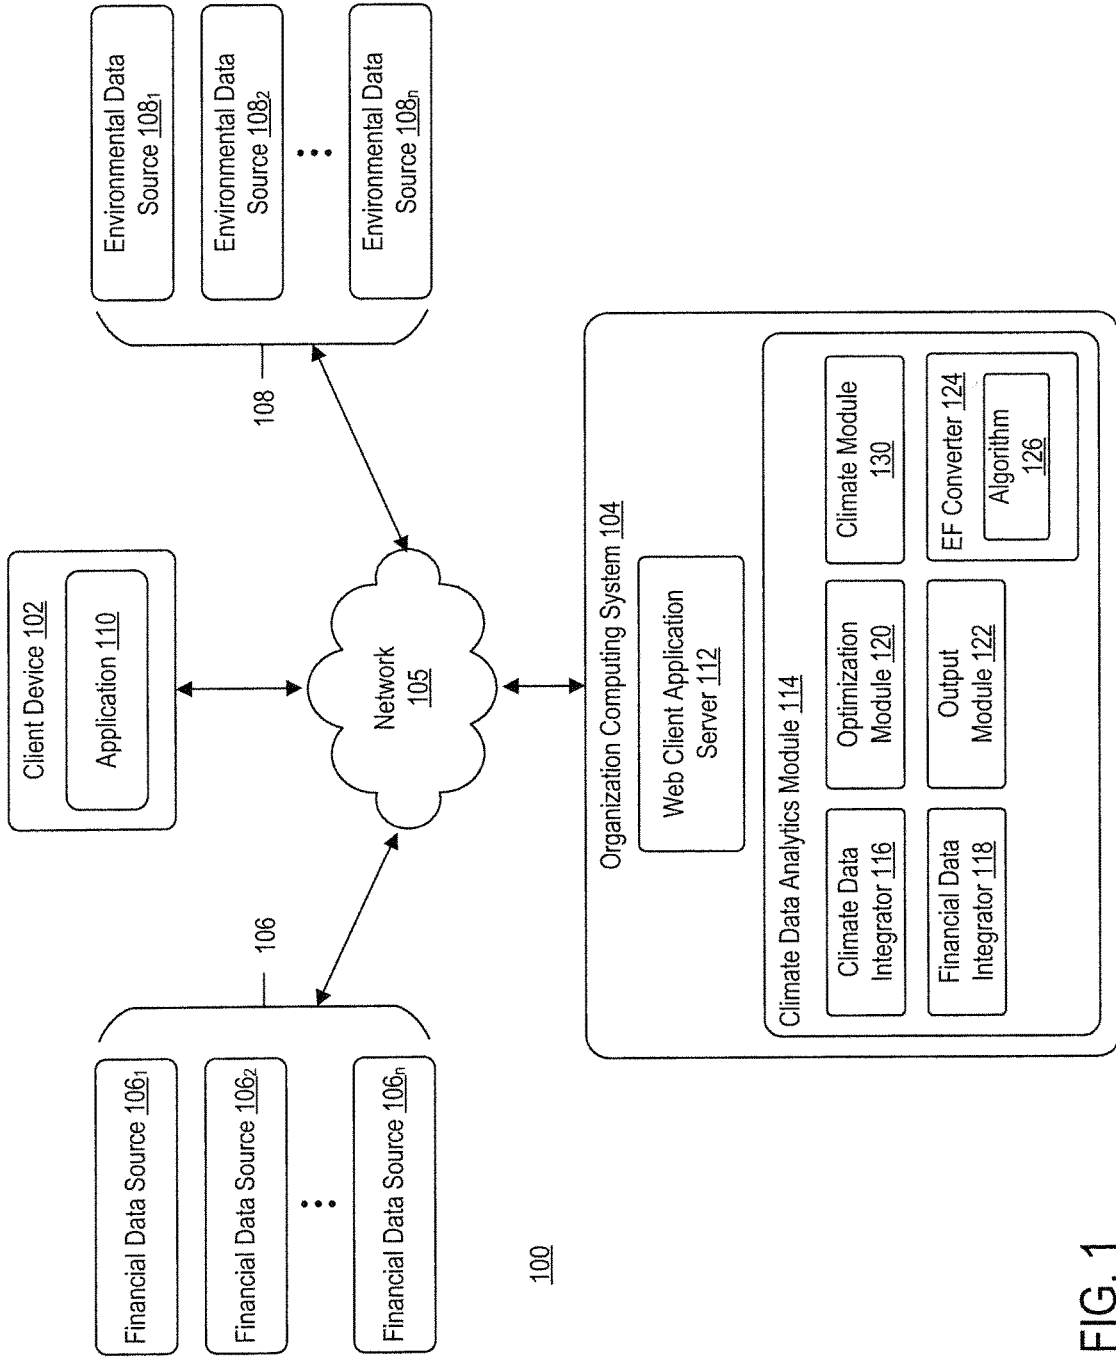 Client Device 102
Application 110
Financial Data Source 106₁
Financial Data Source 106₂
Financial Data Source 106ₙ
106
Network
105
108
Environmental Data
Source 108₁
Environmental Data
Source 108₂
Environmental Data
Source 108ₙ
100
Organization Computing System 104
Web Client Application
Server 112
Climate Data Analytics Module 114
Climate Data
Integrator 116
Optimization
Module 120
Climate Module
130
Financial Data
Integrator 118
Output
Module 122
EF Converter 124
Algorithm
126
FIG. 1